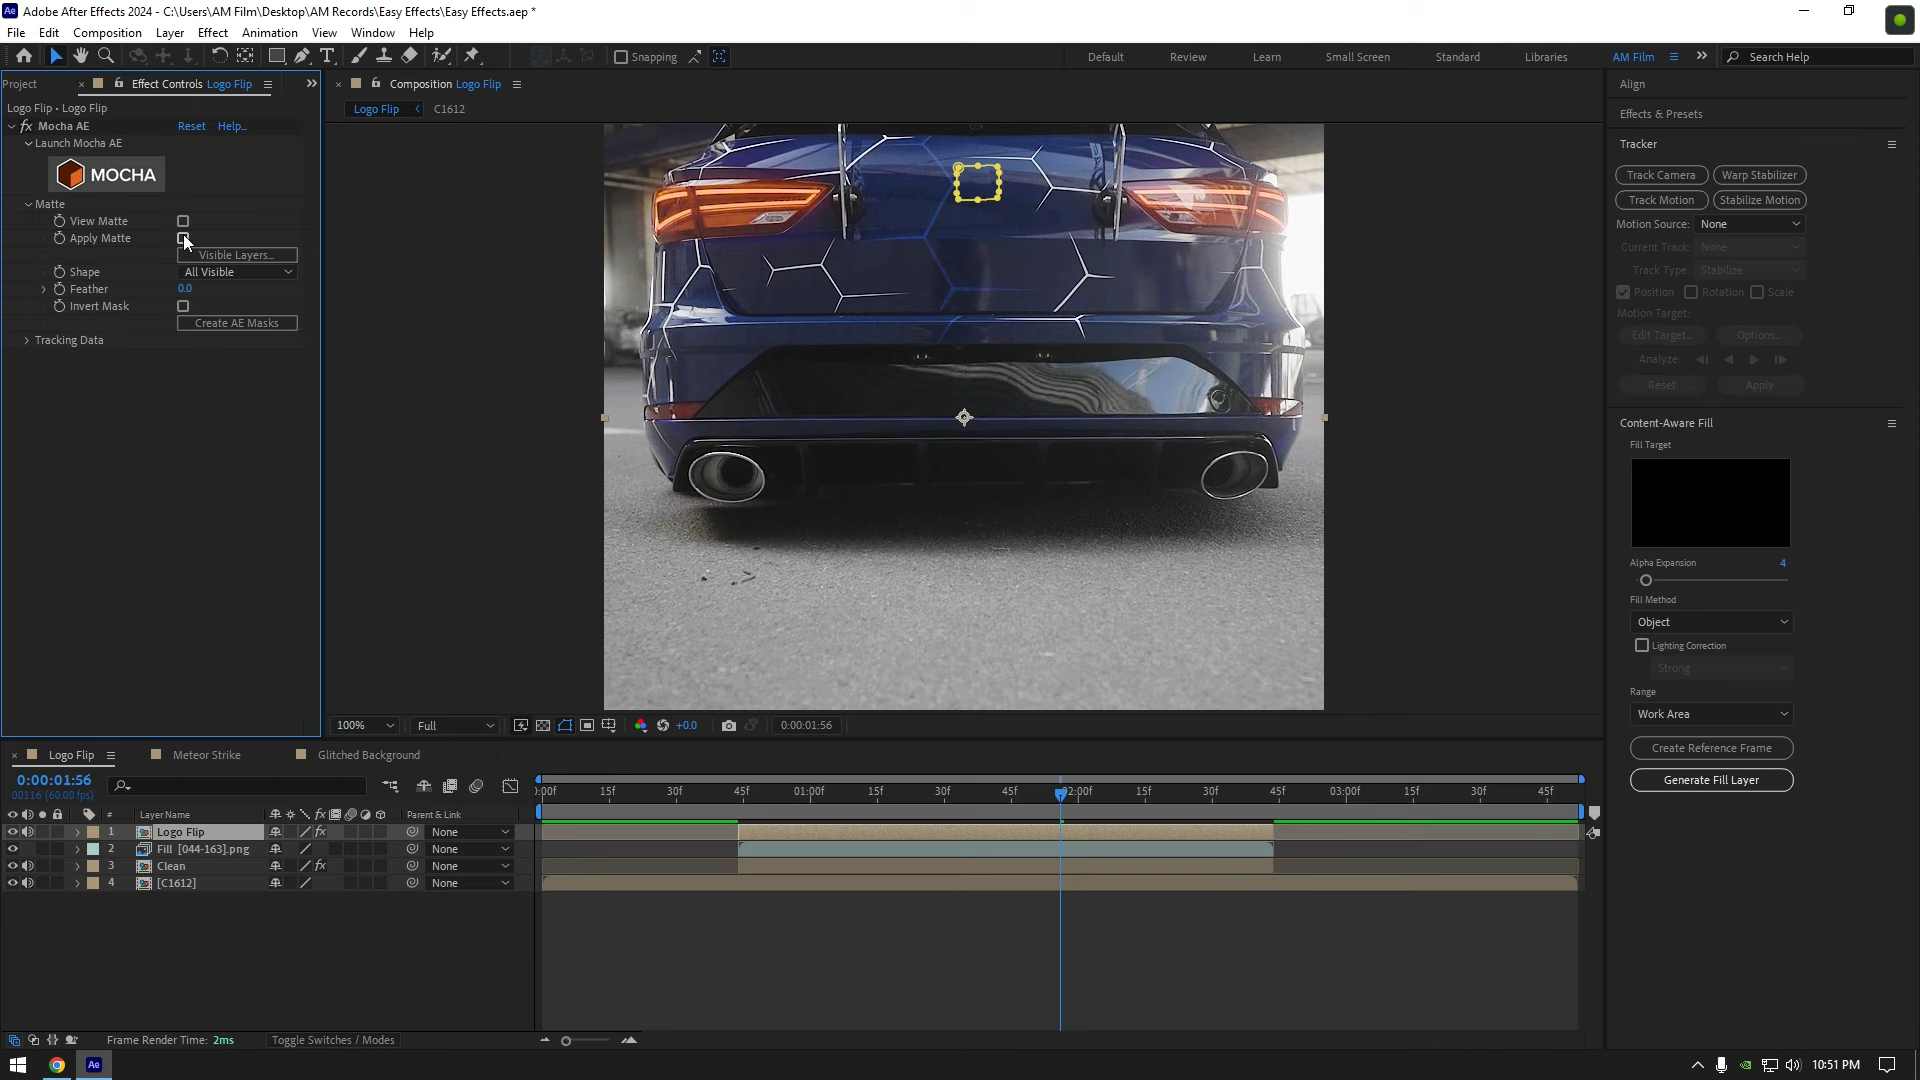 Adobe After Effects 2024 - C:\Users\AM Film\Desktop\AM Records\Easy Effects\Easy Effects.aep *
File Edit Composition Layer Effect Animation View Window Help
Snapping
Default Review Learn Small Screen Standard Libraries AM Film Search Help
Project Effect Controls Logo Flip
Logo Flip • Logo Flip
fx Mocha AE Reset Help...
Launch Mocha AE
MOCHA
Matte
View Matte
Apply Matte
Visible Layers...
Shape All Visible
Feather 0.0
Invert Mask
Create AE Masks
Tracking Data
Composition Logo Flip
Logo Flip C1612
100% Full +0.0 0:00:01:56
Align
Effects & Presets
Tracker
Track Camera Warp Stabilizer
Track Motion Stabilize Motion
Motion Source: None
Current Track: None
Track Type: Stabilize
Position Rotation Scale
Motion Target:
Edit Target... Options...
Analyze:
Reset Apply
Content-Aware Fill
Fill Target
Alpha Expansion 4
Fill Method
Object
Lighting Correction
Strong
Range
Work Area
Create Reference Frame
Generate Fill Layer
Logo Flip Meteor Strike Glitched Background
0:00:01:56
00116 (60.00 fps)
):00f 15f 30f 45f 01:00f 15f 30f 45f 02:00f 15f 30f 45f 03:00f 15f 30f 45f
# Layer Name fx Parent & Link
1 Logo Flip fx None
2 Fill [044-163].png None
3 Clean fx None
4 [C1612] None
Frame Render Time: 2ms Toggle Switches / Modes
Ae 10:51 PM